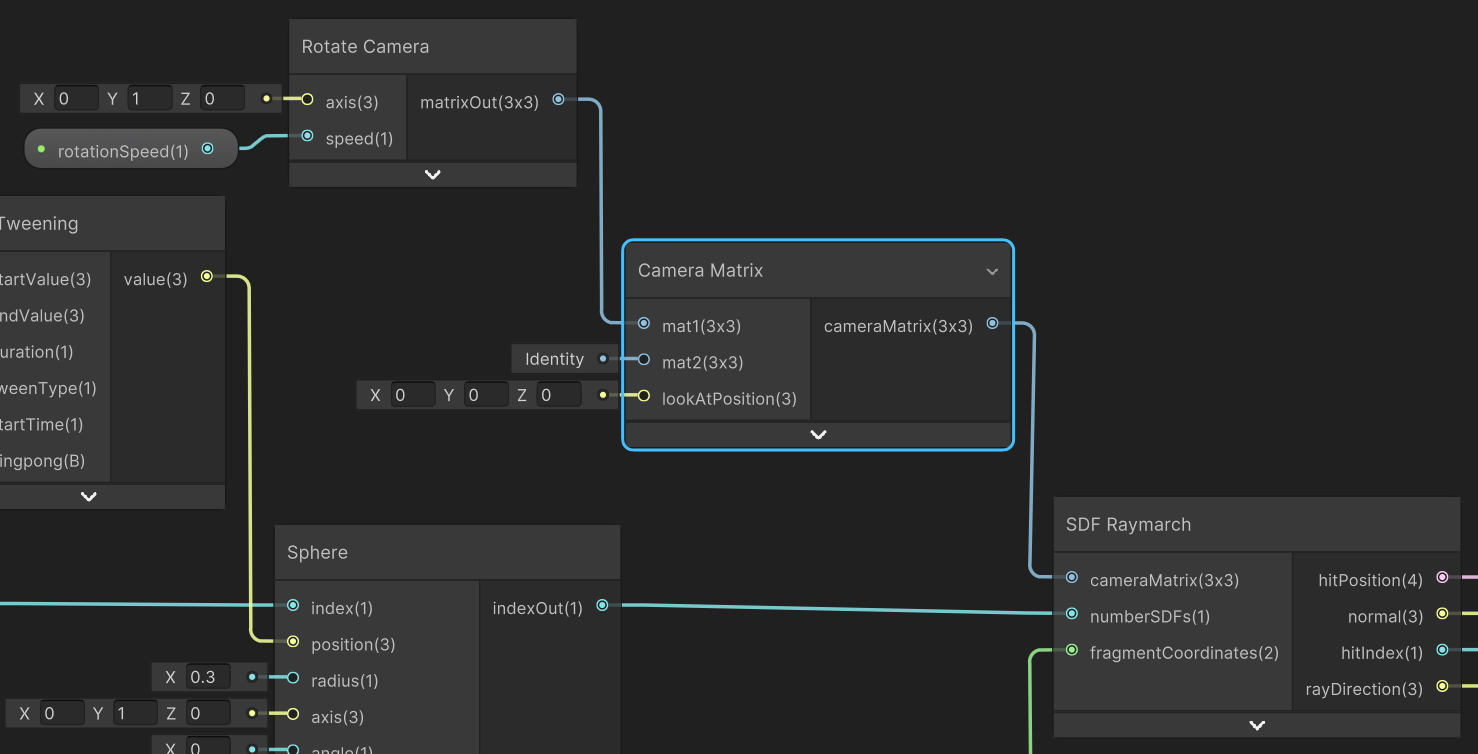 Rotate Camera
X 0 Y 1 Z 0
axis(3)
matrixOut(3x3)
rotationSpeed(1)
speed(1)
Tweening
tartValue(3)
value(3)
ndValue(3)
uration(1)
weenType(1)
tartTime(1)
ingpong(B)
Camera Matrix
mat1(3x3)
cameraMatrix(3x3)
Identity
mat2(3x3)
X 0 Y 0 Z 0
lookAtPosition(3)
Sphere
index(1)
indexOut(1)
position(3)
X 0.3
radius(1)
X 0 Y 1 Z 0
axis(3)
X 0
angle(1)
SDF Raymarch
cameraMatrix(3x3)
hitPosition(4)
numberSDFs(1)
normal(3)
fragmentCoordinates(2)
hitIndex(1)
rayDirection(3)